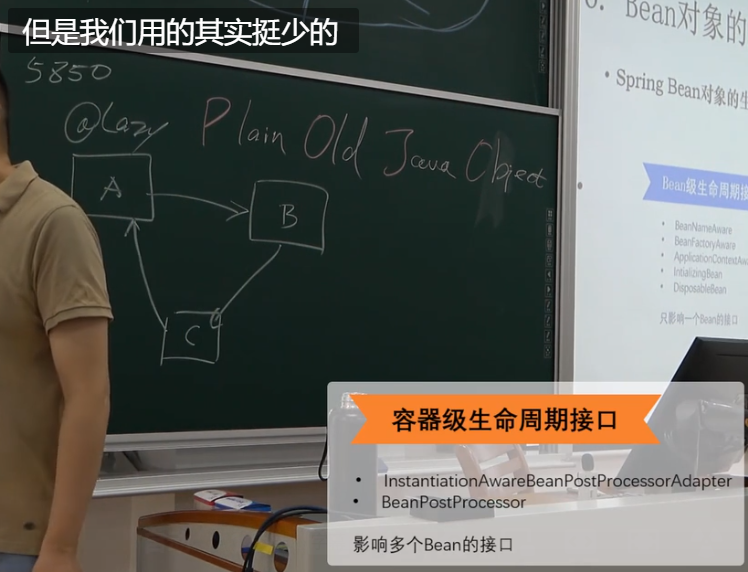 但是我们用的其实挺少的
5850
@Lazy Plain Old Java Object
A
B
C
Bean对象的
• Spring Bean对象的生
Bean级生命周期接
• BeanNameAware
• BeanFactoryAware
• ApplicationContextAw
• IntializingBean
• DisposableBean
只影响一个Bean的接口
容器级生命周期接口
• InstantiationAwareBeanPostProcessorAdapter
• BeanPostProcessor
影响多个Bean的接口